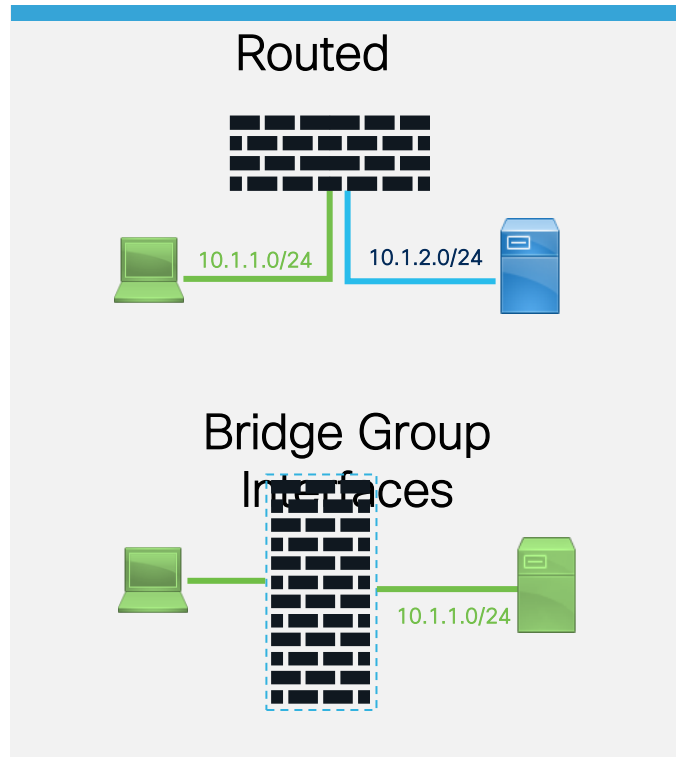 Routed
10.1.1.0/24
10.1.2.0/24
Bridge Group
Interfaces
10.1.1.0/24